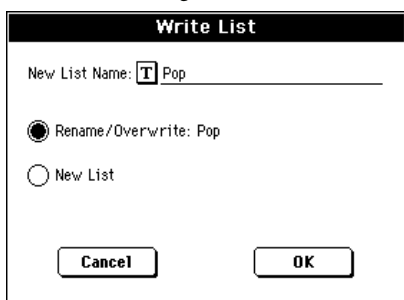 Write List
New List Name: T Pop
Rename/Overwrite: Pop
New List
Cancel OK